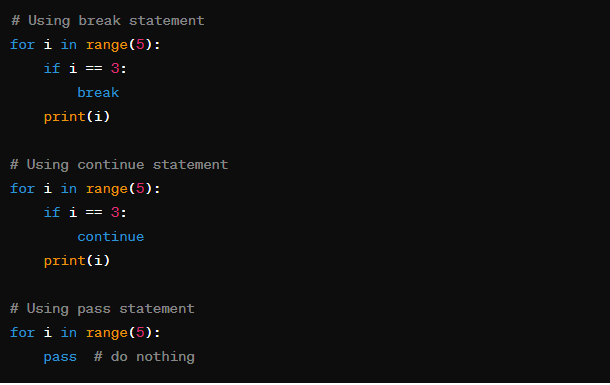 # Using break statement
for i in range(5):
    if i == 3:
        break
    print(i)

# Using continue statement
for i in range(5):
    if i == 3:
        continue
    print(i)

# Using pass statement
for i in range(5):
    pass  # do nothing